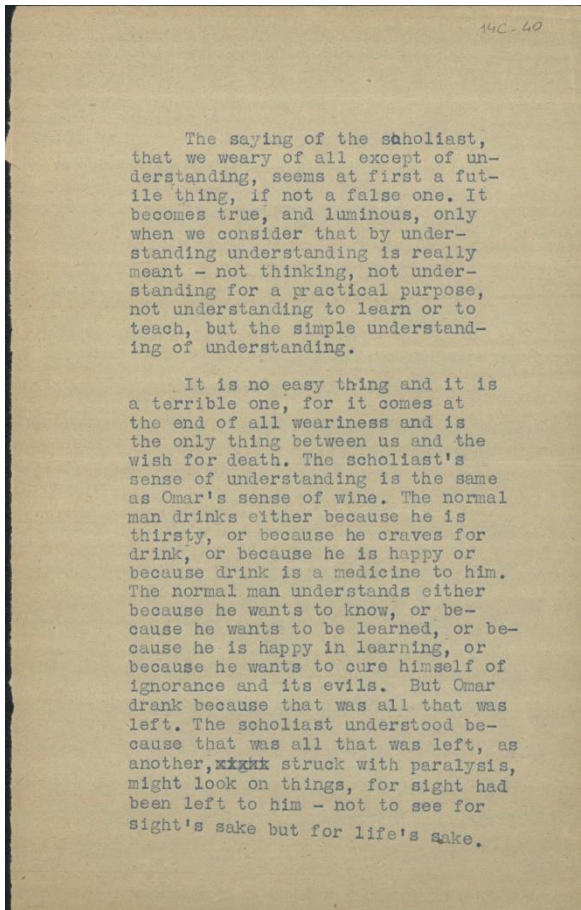 14C-40
The saying of the scholiast,
that we weary of all except of un-
derstanding, seems at first a fut-
ile thing, if not a false one. It
becomes true, and luminous, only
when we consider that by under-
standing understanding is really
meant - not thinking, not under-
standing for a practical purpose,
not understanding to learn or to
teach, but the simple understand-
ing of understanding.
It is no easy thing and it is
a terrible one, for it comes at
the end of all weariness and is
the only thing between us and the
wish for death. The scholiast's
sense of understanding is the same
as Omar's sense of wine. The normal
man drinks either because he is
thirsty, or because he craves for
drink, or because he is happy or
because drink is a medicine to him.
The normal man understands either
because he wants to know, or be-
cause he wants to be learned, or be-
cause he is happy in learning, or
because he wants to cure himself of
ignorance and its evils. But Omar
drank because that was all that was
left. The scholiast understood be-
cause that was all that was left, as
another, struck with paralysis,
might look on things, for sight had
been left to him - not to see for
sight's sake but for life's sake.